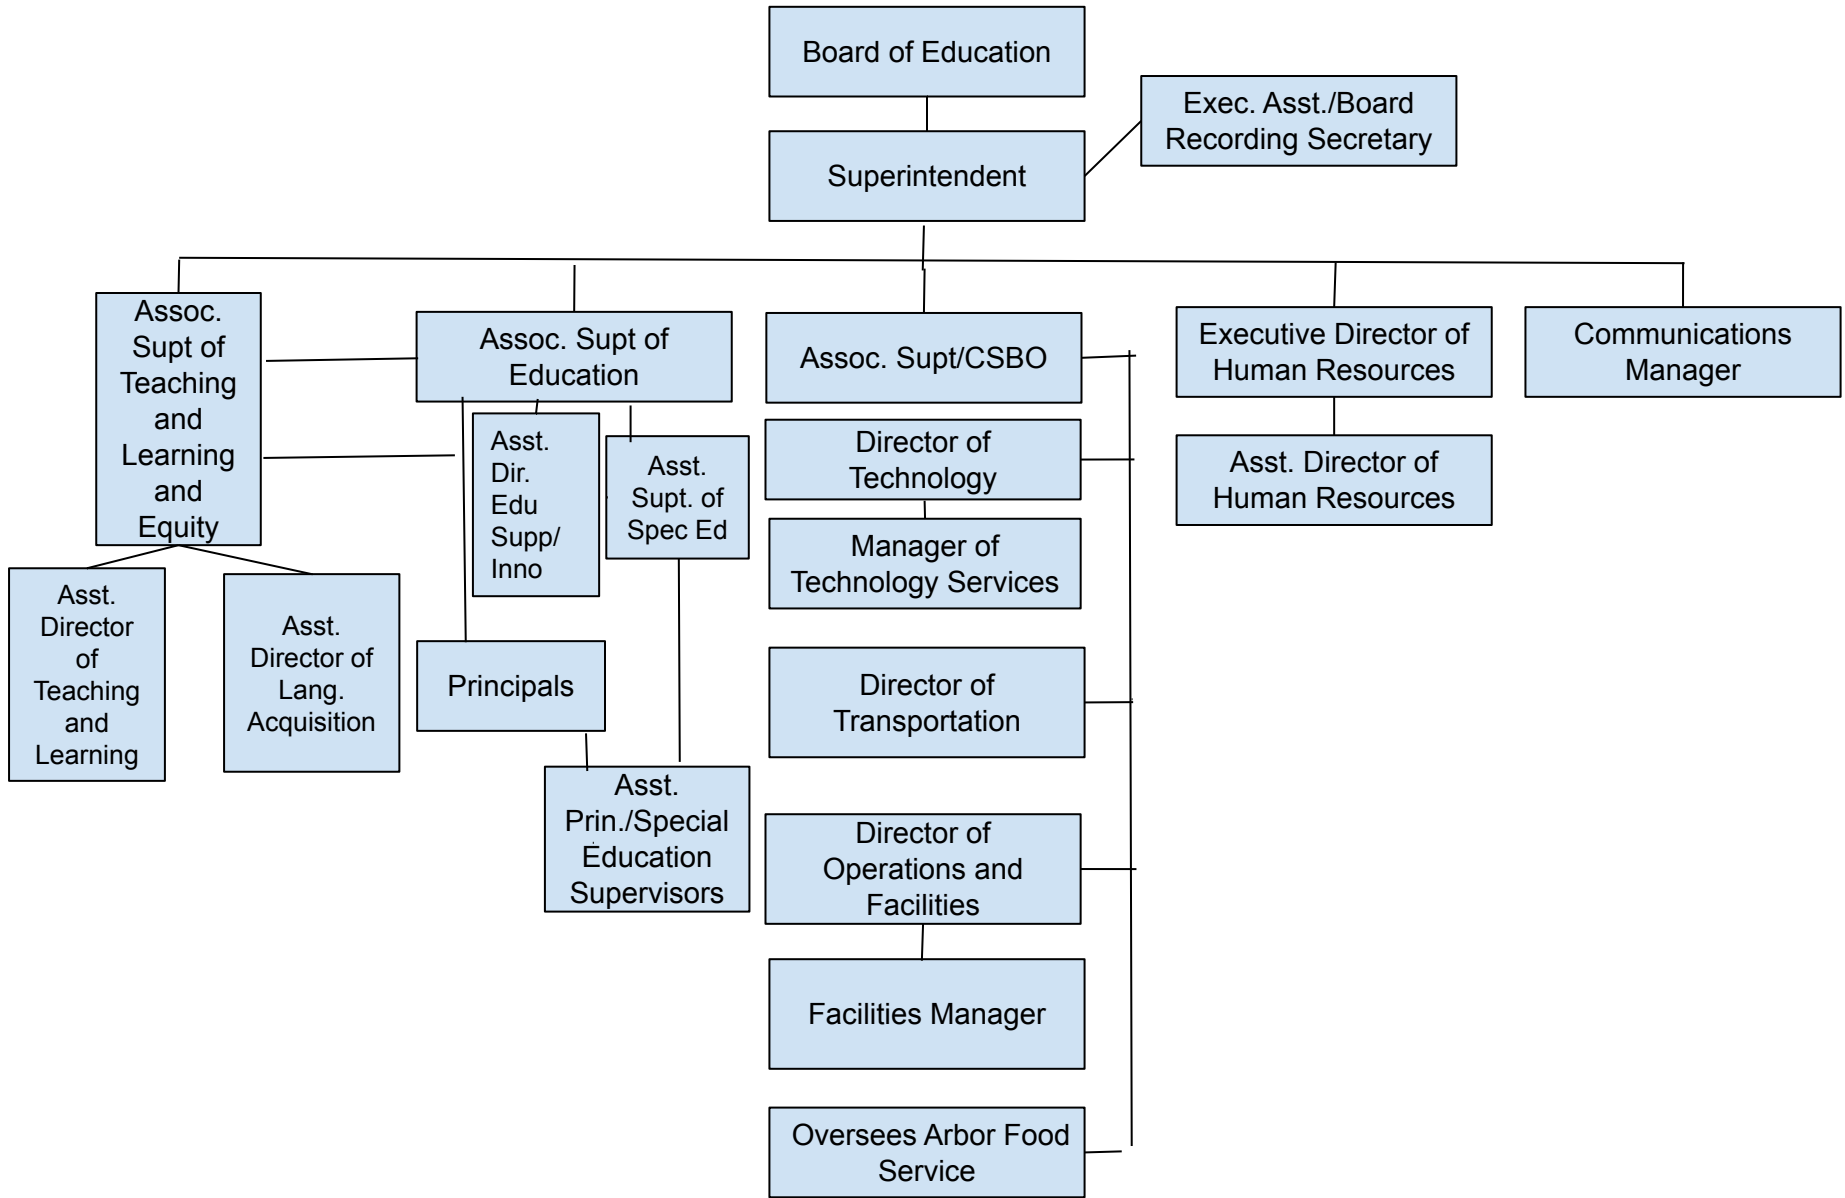 Board of Education
Exec. Asst./Board
Recording Secretary
Superintendent
Assoc.
Supt of
Teaching
and
Learning
and
Equity
Assoc. Supt of
Education
Assoc. Supt/CSBO
Executive Director of
Human Resources
Communications
Manager
Asst.
Dir.
Edu
Supp/
Inno
Asst.
Supt. of
Spec Ed
Director of
Technology
Asst. Director of
Human Resources
Manager of
Technology Services
Asst.
Director
of
Teaching
and
Learning
Asst.
Director of
Lang.
Acquisition
Principals
Director of
Transportation
Asst.
Prin./Special
Education
Supervisors
Director of
Operations and
Facilities
Facilities Manager
Oversees Arbor Food
Service